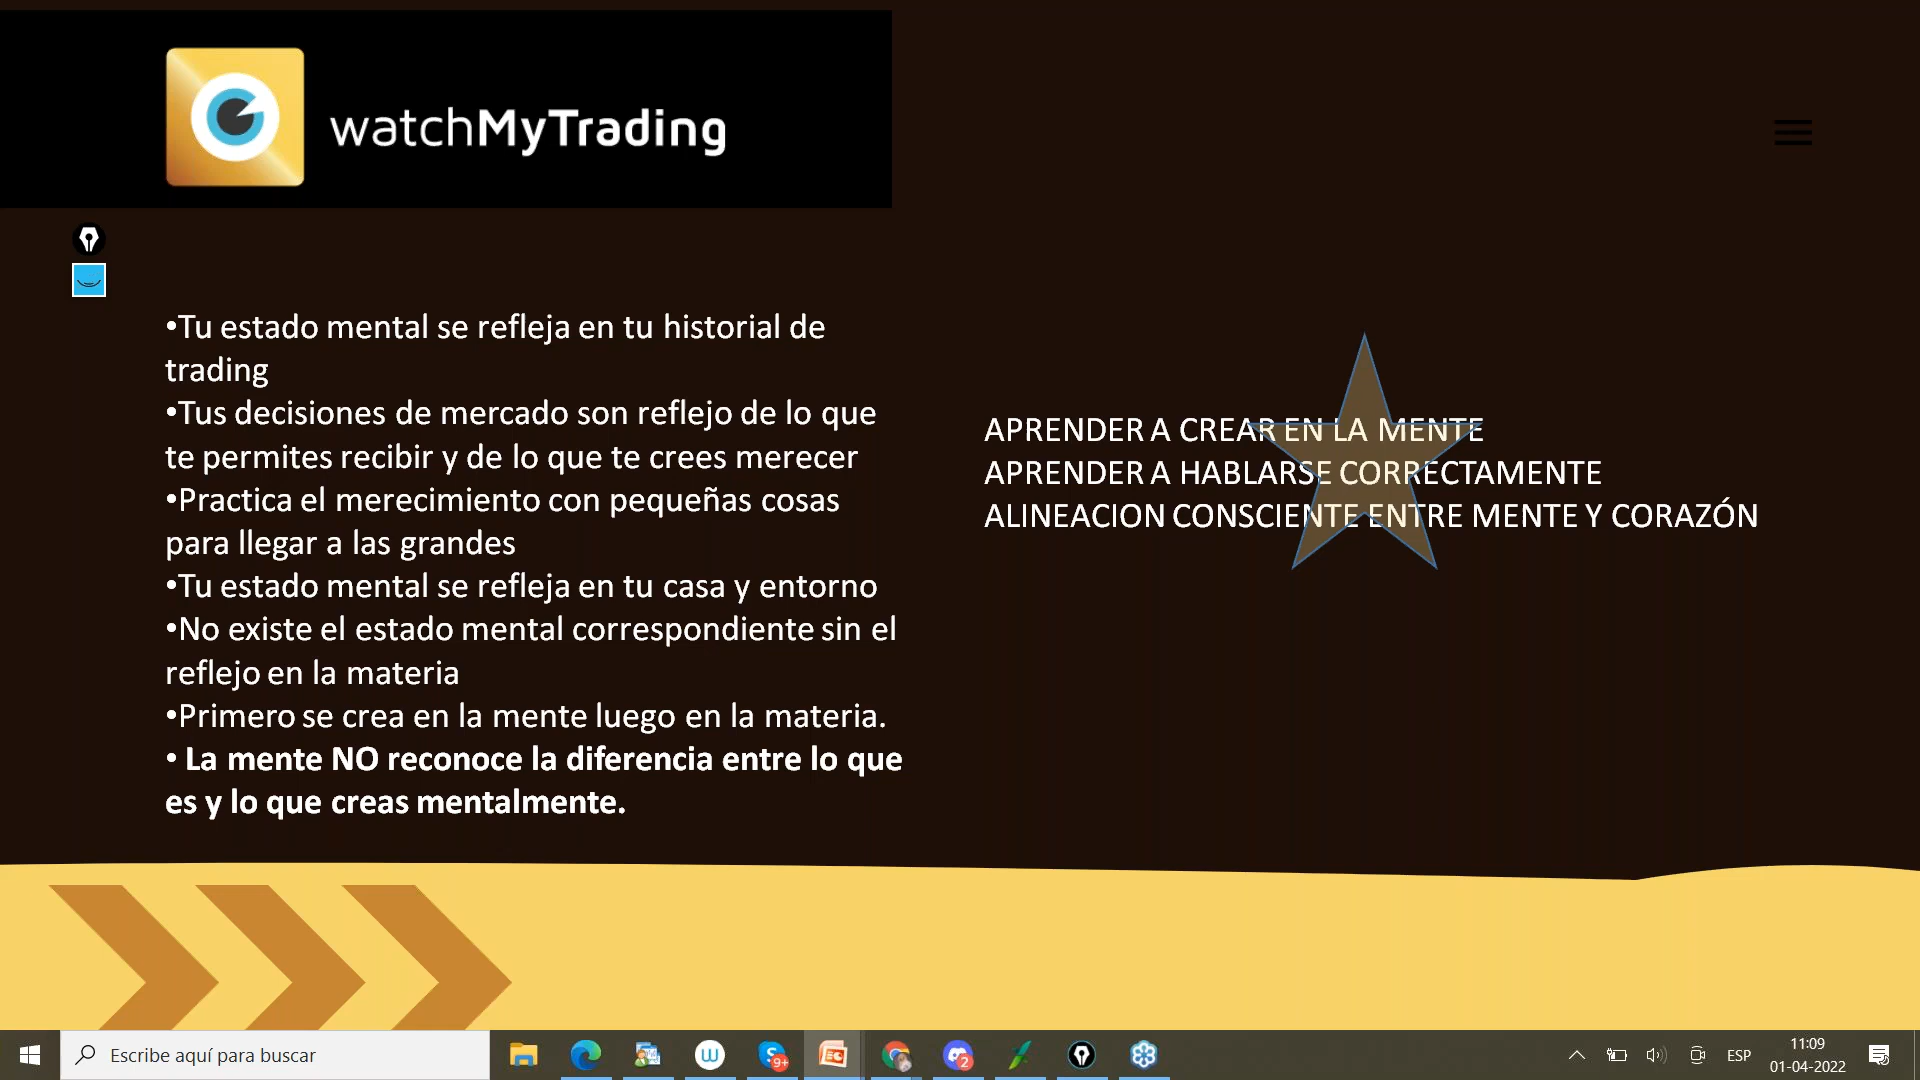 watchMyTrading
•Tu estado mental se refleja en tu historial de
trading
•Tus decisiones de mercado son reflejo de lo que
te permites recibir y de lo que te crees merecer
•Practica el merecimiento con pequeñas cosas
para llegar a las grandes
•Tu estado mental se refleja en tu casa y entorno
•No existe el estado mental correspondiente sin el
reflejo en la materia
•Primero se crea en la mente luego en la materia.
• La mente NO reconoce la diferencia entre lo que
es y lo que creas mentalmente.
APRENDER A CREAR EN LA MENTE
APRENDER A HABLARSE CORRECTAMENTE
ALINEACION CONSCIENTE ENTRE MENTE Y CORAZÓN
Escribe aquí para buscar
W
S
9+
2
ESP
11:09
01-04-2022